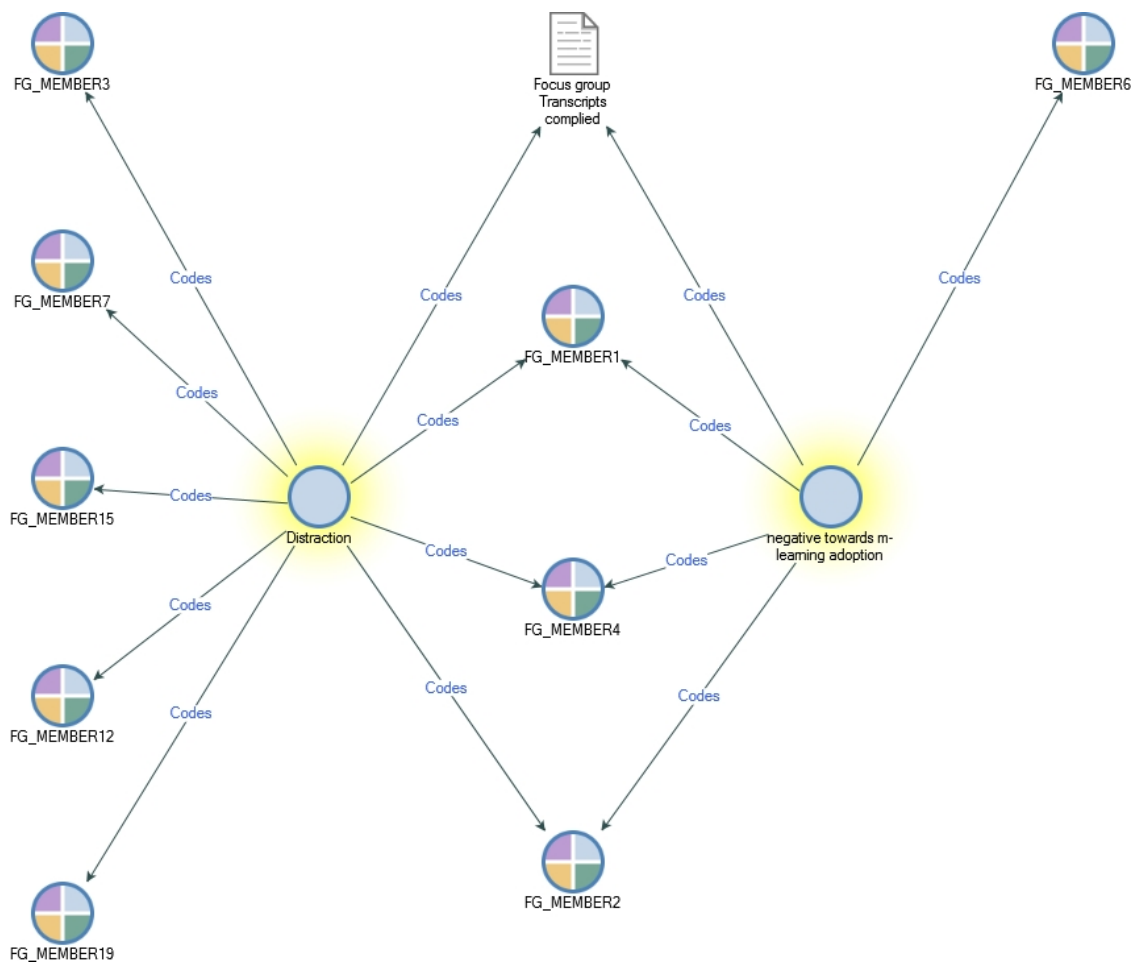 FG_MEMBER3
Focus group
Transcripts
complied
FG_MEMBER6
Codes
Codes
Codes
Codes
FG_MEMBER7
FG_MEMBER1
Codes
Codes
Codes
Codes
FG_MEMBER15
Distraction
negative towards m-
learning adoption
Codes
Codes
Codes
FG_MEMBER4
Codes
Codes
Codes
FG_MEMBER12
FG_MEMBER2
FG_MEMBER19